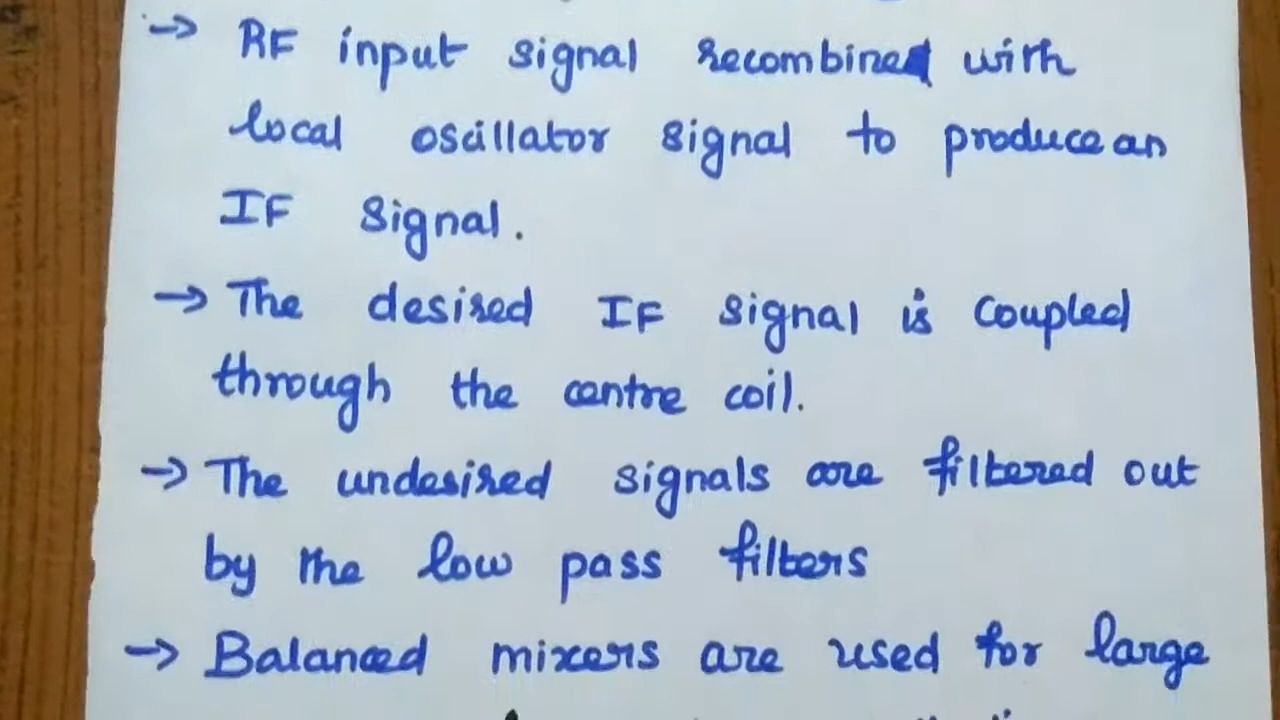 → RF input signal recombined with
local oscillator signal to produce an
IF signal.
→ The desired IF signal is coupled
through the centre coil.
→ The undesired signals are filtered out
by the low pass filters
→ Balanced mixers are used for large